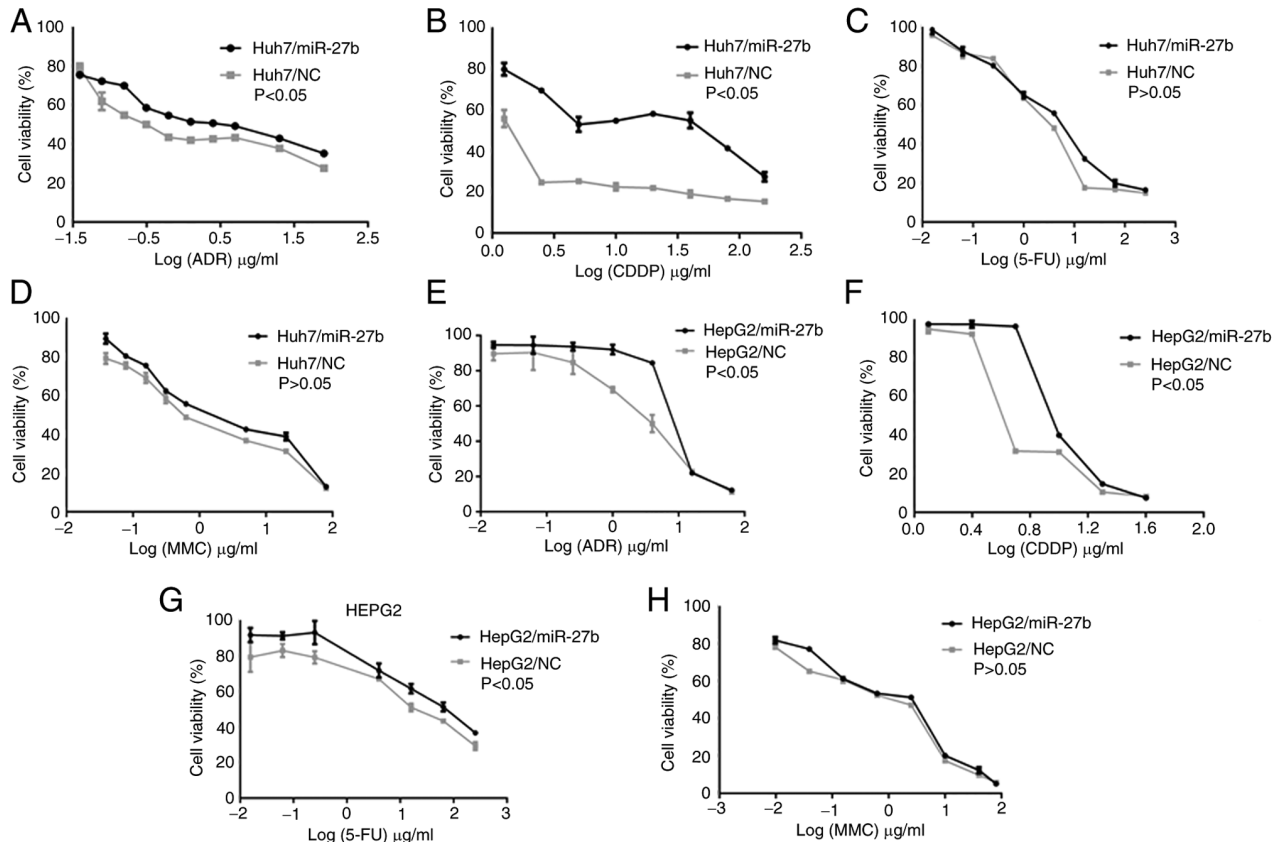 A
100
80
60
40
20
0
Cell viability (%)
−1.5
−0.5
0.5
1.5
2.5
Log (ADR) μg/ml
Huh7/miR-27b
Huh7/NC
P<0.05
B
100
80
60
40
20
0
Cell viability (%)
0.0
0.5
1.0
1.5
2.0
2.5
Log (CDDP) μg/ml
Huh7/miR-27b
Huh7/NC
P<0.05
C
100
80
60
40
20
0
Cell viability (%)
−2
−1
0
1
2
3
Log (5-FU) μg/ml
Huh7/miR-27b
Huh7/NC
P>0.05
D
100
80
60
40
20
0
Cell viability (%)
−2
−1
0
1
2
Log (MMC) μg/ml
Huh7/miR-27b
Huh7/NC
P>0.05
E
100
80
60
40
20
0
Cell viability (%)
−2
−1
0
1
2
Log (ADR) μg/ml
HepG2/miR-27b
HepG2/NC
P<0.05
F
100
80
60
40
20
0
Cell viability (%)
0.0
0.4
0.8
1.2
1.6
2.0
Log (CDDP) μg/ml
HepG2/miR-27b
HepG2/NC
P<0.05
G
HEPG2
100
80
60
40
20
0
Cell viability (%)
−2
−1
0
1
2
3
Log (5-FU) μg/ml
HepG2/miR-27b
HepG2/NC
P<0.05
H
100
80
60
40
20
0
Cell viability (%)
−3
−2
−1
0
1
2
Log (MMC) μg/ml
HepG2/miR-27b
HepG2/NC
P>0.05